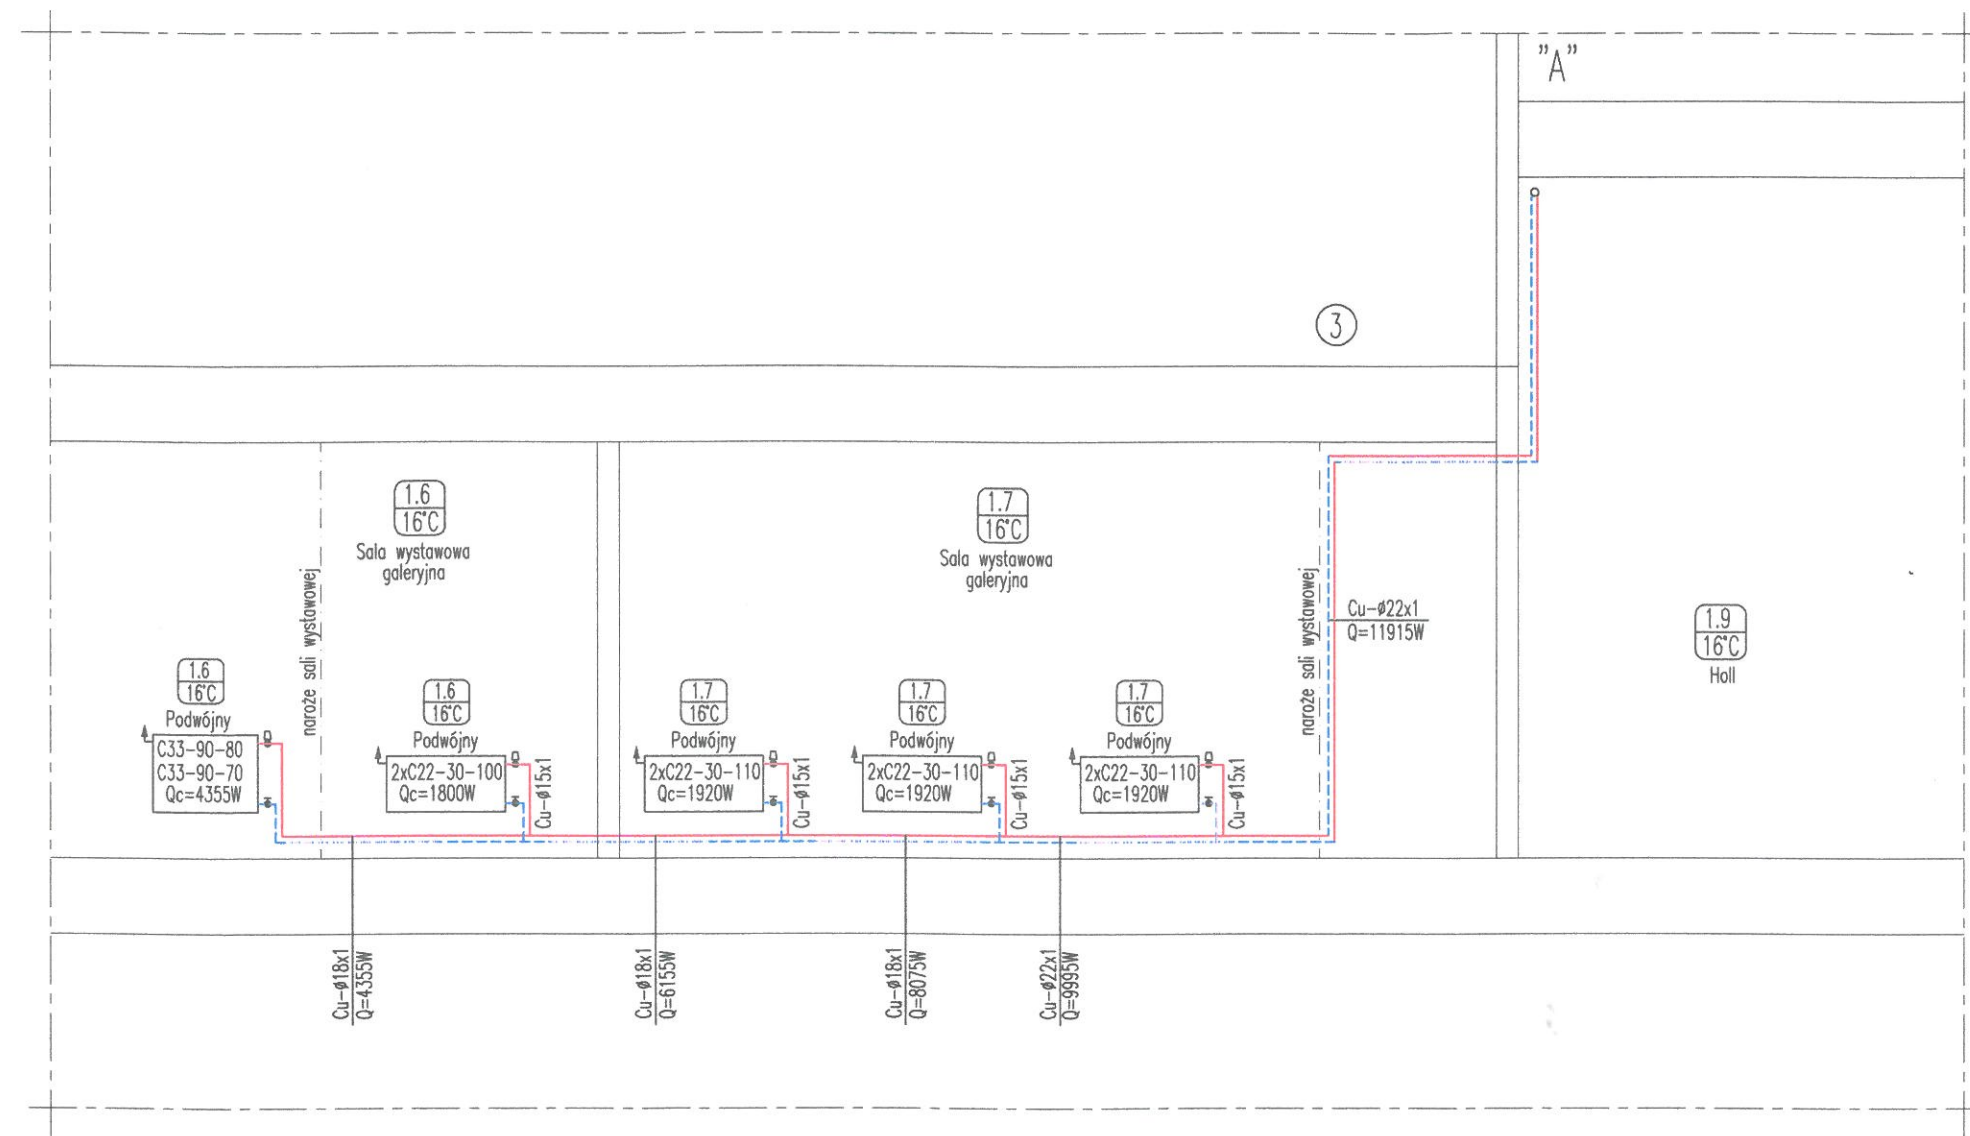 "A"
3
1.6
16°C
Sala wystawowa
galeryjna
1.7
16°C
Sala wystawowa
galeryjna
naroże sali wystawowej
naroże sali wystawowej
Cu-ø22x1
Q=11915W
1.9
16°C
Holl
1.6
16°C
Podwójny
C33-90-80
C33-90-70
Qc=4355W
1.6
16°C
Podwójny
2xC22-30-100
Qc=1800W
Cu-ø15x1
1.7
16°C
Podwójny
2xC22-30-110
Qc=1920W
Cu-ø15x1
1.7
16°C
Podwójny
2xC22-30-110
Qc=1920W
Cu-ø15x1
1.7
16°C
Podwójny
2xC22-30-110
Qc=1920W
Cu-ø15x1
Cu-ø18x1
Q=4355W
Cu-ø18x1
Q=6155W
Cu-ø18x1
Q=8075W
Cu-ø22x1
Q=9995W